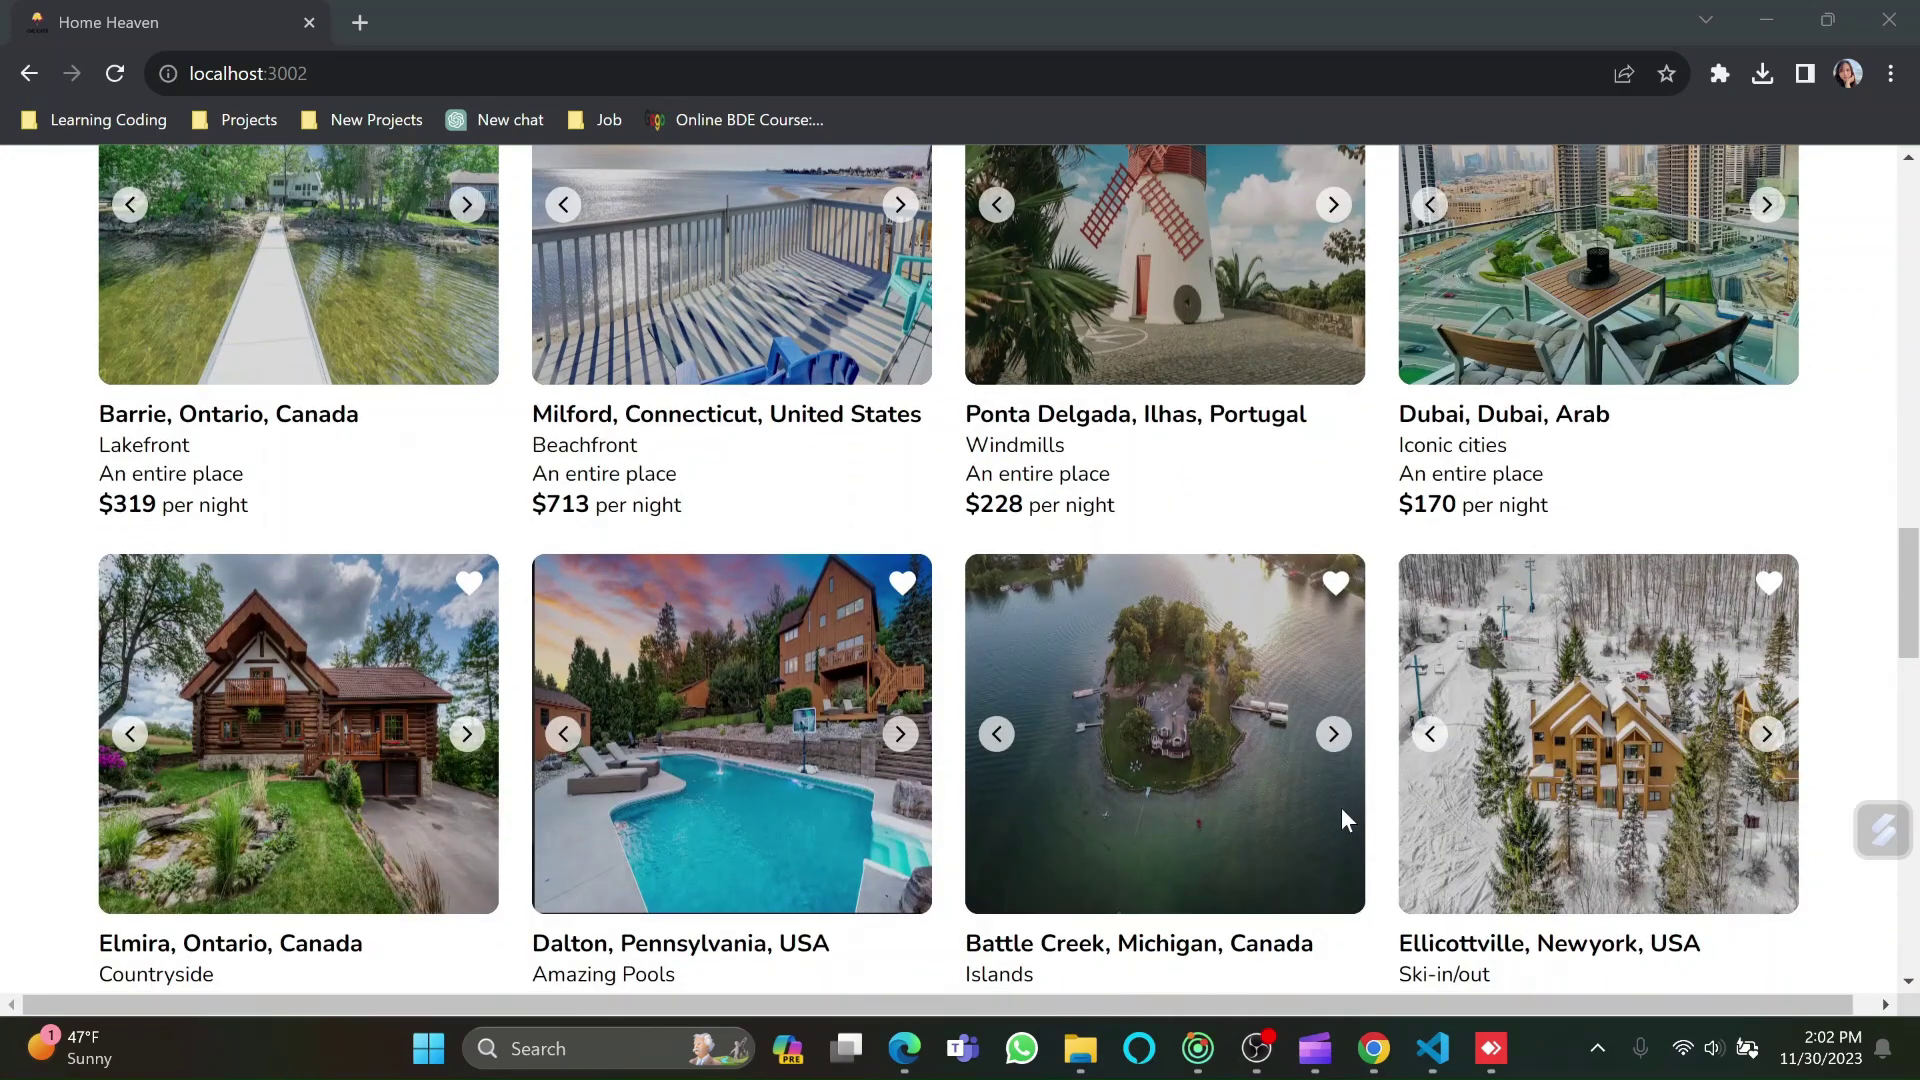 Home Heaven
localhost:3002
Learning Coding
Projects
New Projects
New chat
Job
Online BDE Course:...
Barrie, Ontario, Canada
Lakefront
An entire place
$319 per night
Milford, Connecticut, United States
Beachfront
An entire place
$713 per night
Ponta Delgada, Ilhas, Portugal
Windmills
An entire place
$228 per night
Dubai, Dubai, Arab
Iconic cities
An entire place
$170 per night
Elmira, Ontario, Canada
Countryside
Dalton, Pennsylvania, USA
Amazing Pools
Battle Creek, Michigan, Canada
Islands
Ellicottville, Newyork, USA
Ski-in/out
1
47°F
Sunny
Search
PRE
2:02 PM
11/30/2023